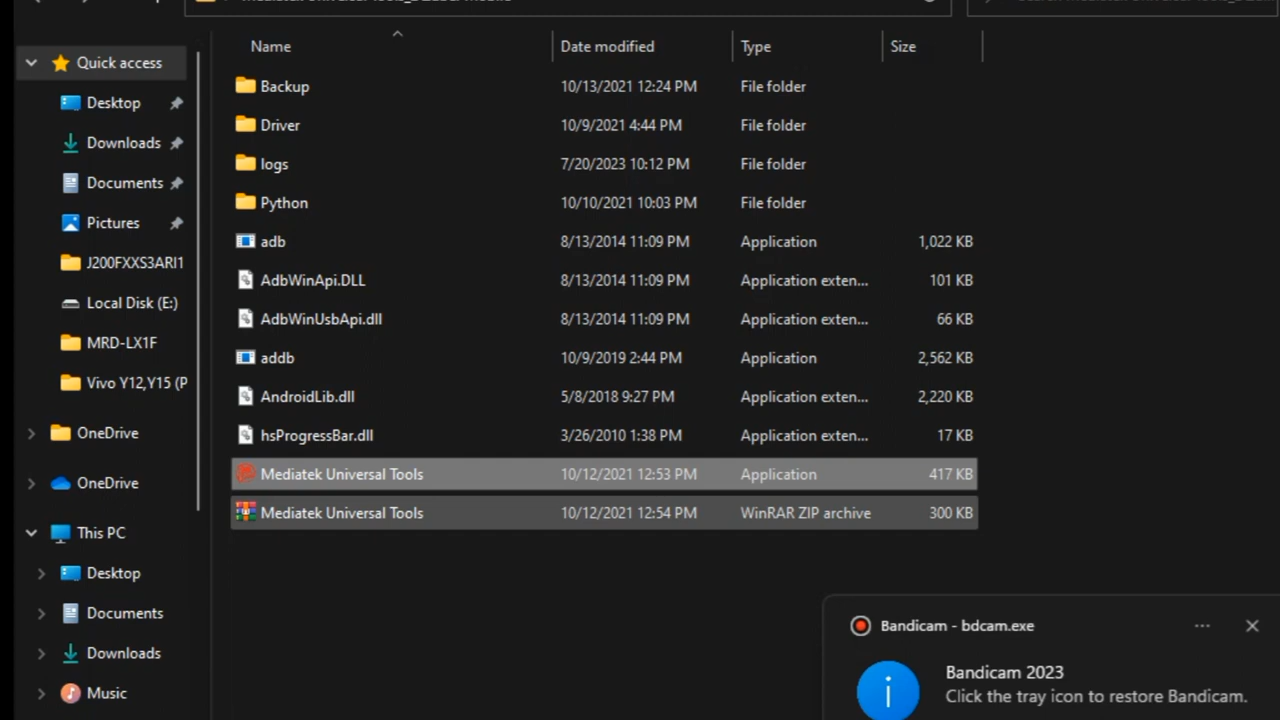 Name Date modified Type Size
Quick access
Desktop
Downloads
Documents
Pictures
J200FXXS3ARI1
Local Disk (E:)
MRD-LX1F
Vivo Y12,Y15 (P
OneDrive
OneDrive
This PC
Desktop
Documents
Downloads
Music
Backup 10/13/2021 12:24 PM File folder
Driver 10/9/2021 4:44 PM File folder
logs 7/20/2023 10:12 PM File folder
Python 10/10/2021 10:03 PM File folder
adb 8/13/2014 11:09 PM Application 1,022 KB
AdbWinApi.DLL 8/13/2014 11:09 PM Application exten... 101 KB
AdbWinUsbApi.dll 8/13/2014 11:09 PM Application exten... 66 KB
addb 10/9/2019 2:44 PM Application 2,562 KB
AndroidLib.dll 5/8/2018 9:27 PM Application exten... 2,220 KB
hsProgressBar.dll 3/26/2010 1:38 PM Application exten... 17 KB
Mediatek Universal Tools 10/12/2021 12:53 PM Application 417 KB
Mediatek Universal Tools 10/12/2021 12:54 PM WinRAR ZIP archive 300 KB
Bandicam - bdcam.exe
Bandicam 2023
Click the tray icon to restore Bandicam.